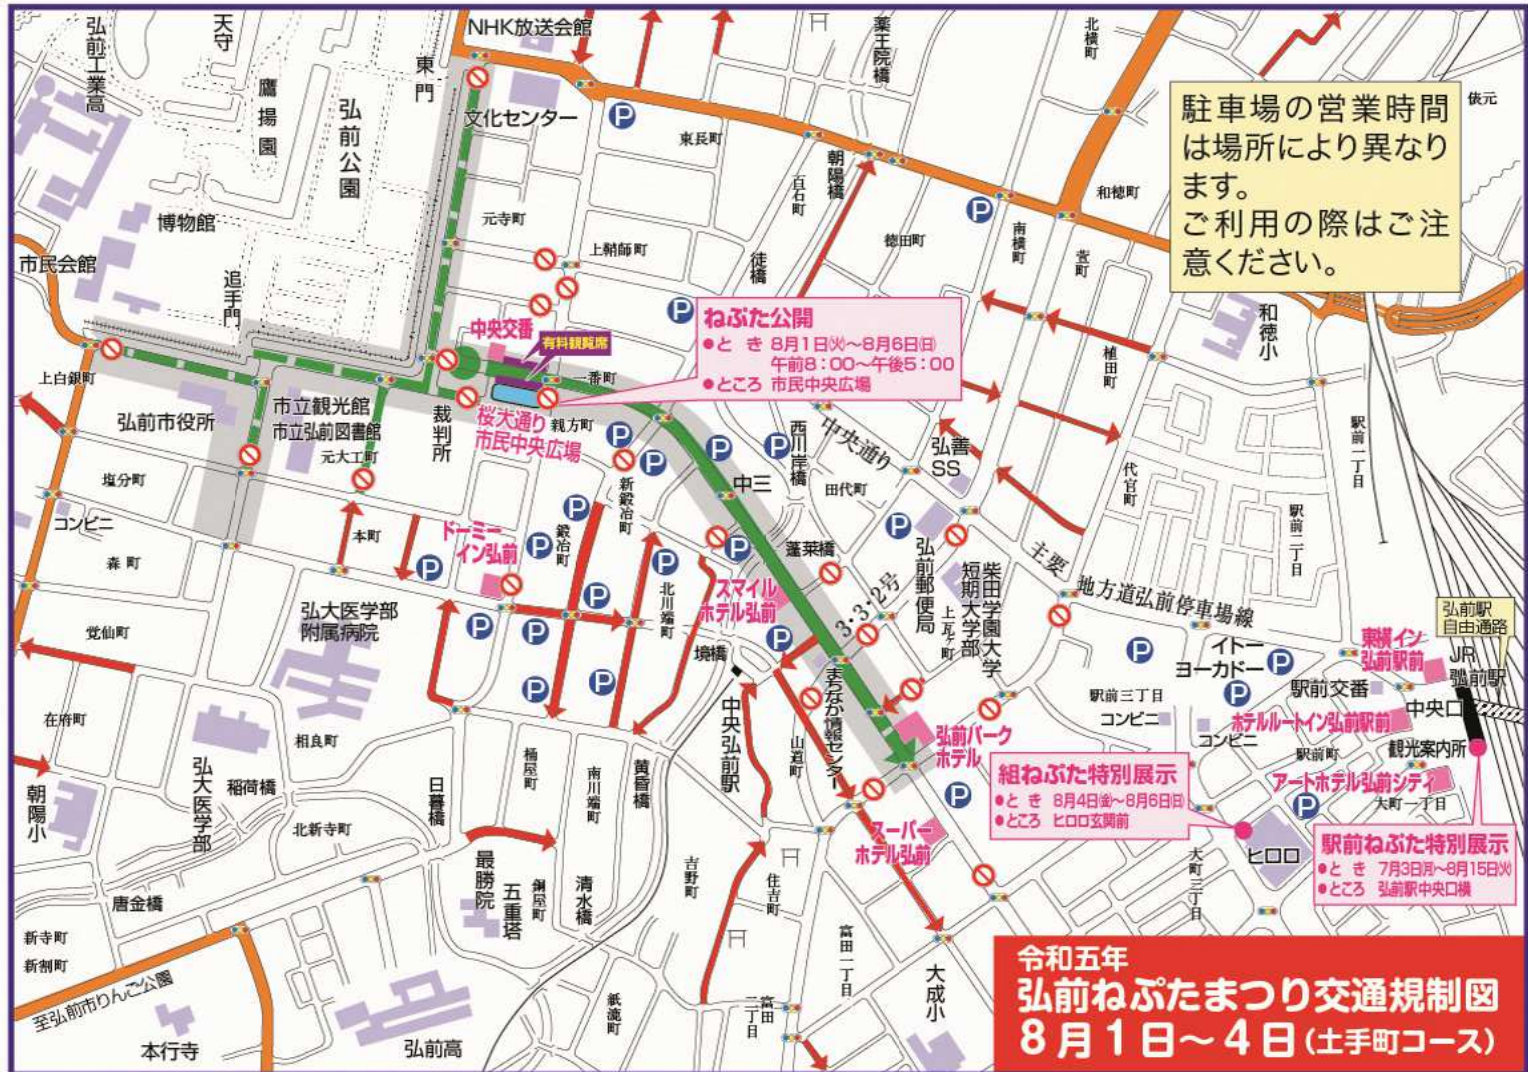 NHK放送会館
弘前工業高
天守
鷹揚園
弘前公園
東門
文化センター
薬王院橋
北横町
俵元
駐車場の営業時間
は場所により異なり
ます。
ご利用の際はご注
意ください。
東長町
朝陽橋
百石町
和徳町
博物館
元寺町
上鞘師町
徒橋
徳田町
南横町
萱町
市民会館
追手門
和徳小
中央交番
有料観覧席
一番町
ねぷた公開
●とき 8月1日㈫〜8月6日㈰
午前8:00〜午後5:00
●ところ 市民中央広場
植田町
上白銀町
弘前市役所
市立観光館
市立弘前図書館
元大工町
裁判所
桜大通り
市民中央広場
親方町
西川岸橋
中央通り
弘善
SS
代官町
駅前一丁目
塩分町
新鍛冶町
中三
田代町
駅前二丁目
コンビニ
本町
ドーミー
イン弘前
鍛冶町
蓬莱橋
弘前郵便局
主要
地方道弘前停車場線
森町
スマイル
ホテル弘前
3・3・2号
柴田学園大学
短期大学部
上瓦ヶ町
弘大医学部
附属病院
北川端町
覚仙町
境橋
弘前駅
自由通路
イトー
ヨーカドー
東横イン
弘前駅前
JR
弘前駅
駅前三丁目
駅前交番
中央口
コンビニ
コンビニ
ホテルルートイン弘前駅前
駅前町
観光案内所
アートホテル弘前シティ
大町一丁目
在府町
相良町
中央弘前駅
山道町
まちなか情報センター
弘前パーク
ホテル
組ねぷた特別展示
●とき 8月4日㈮〜8月6日㈰
●ところ ヒロロ玄関前
弘大医学部
稲荷橋
日暮橋
桶屋町
南川端町
黄昏橋
朝陽小
北新寺町
スーパー
ホテル弘前
ヒロロ
駅前ねぷた特別展示
●とき 7月3日㈪〜8月15日㈫
●ところ 弘前駅中央口横
最勝院
五重塔
銅屋町
清水橋
吉野町
住吉町
大町三丁目
唐金橋
新寺町
新割町
富田一丁目
大成小
至弘前市りんご公園
本行寺
弘前高
紙漉町
富田
二丁目
令和五年
弘前ねぷたまつり交通規制図
8月1日〜4日(土手町コース)